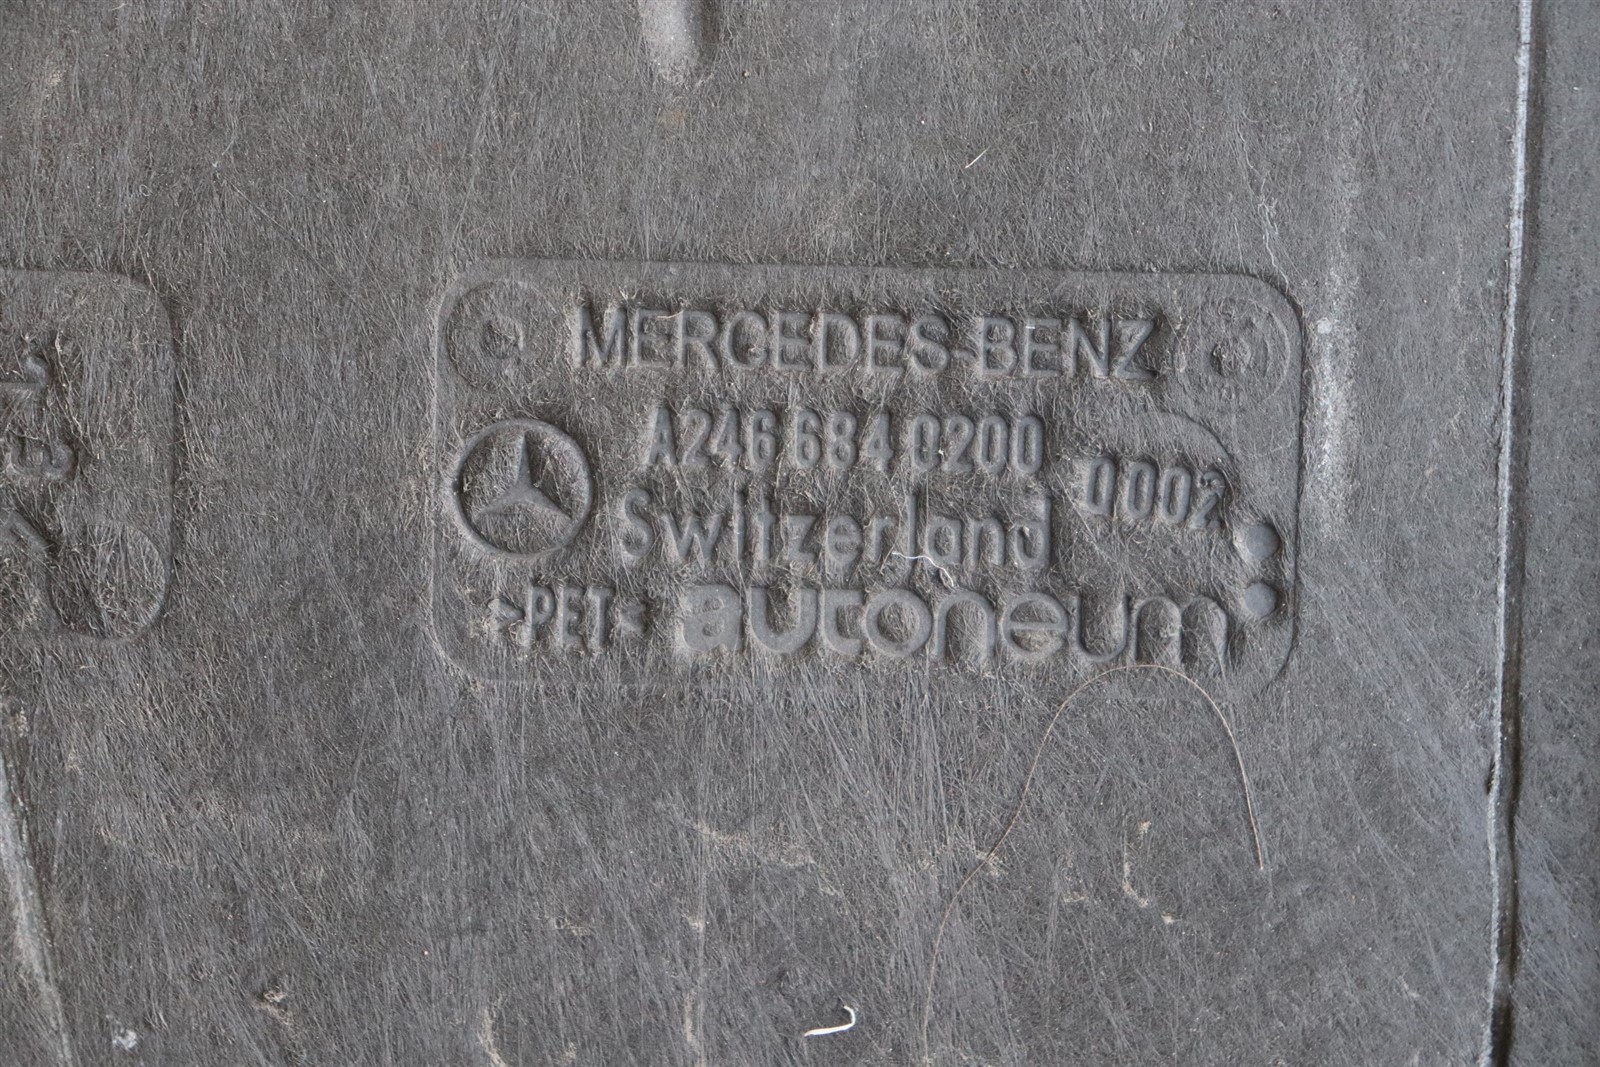 MERCEDES-BENZ
A246 684 0200 0002
Switzerland
>PET< autoneum